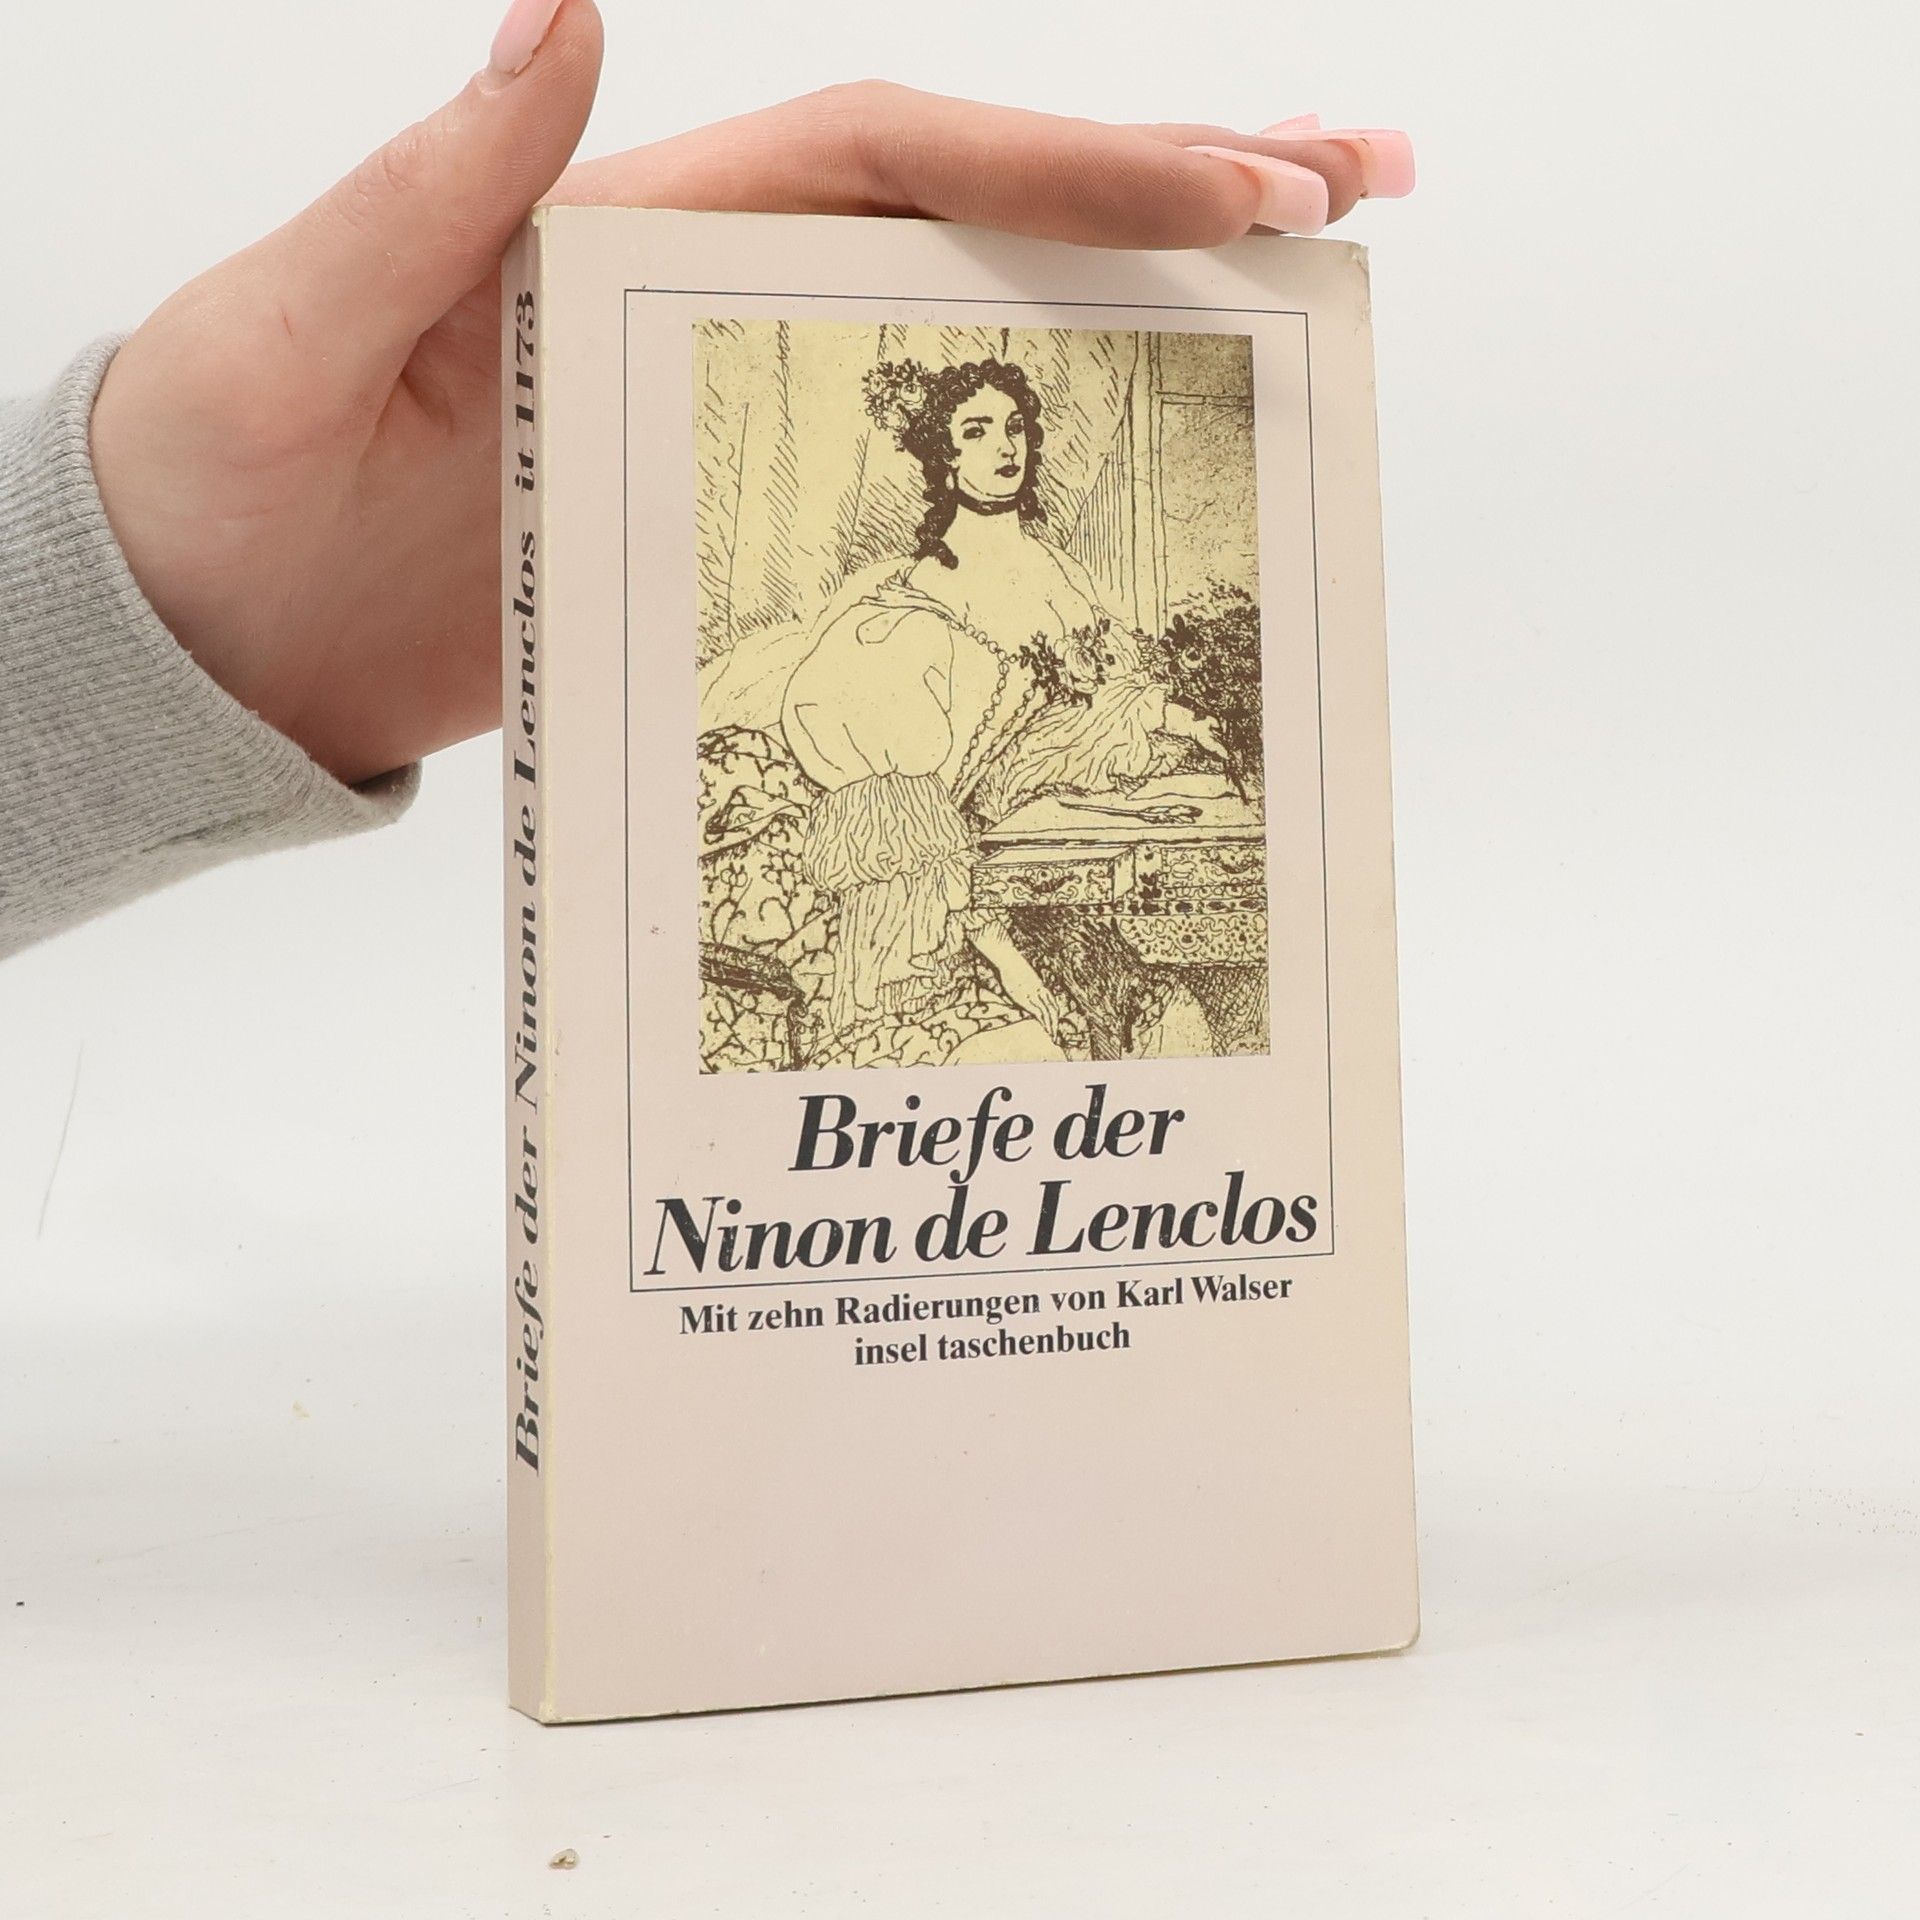 Briefe der Ninon de Lenclos it 1173
Briefe der
Ninon de Lenclos
Mit zehn Radierungen von Karl Walser
insel taschenbuch